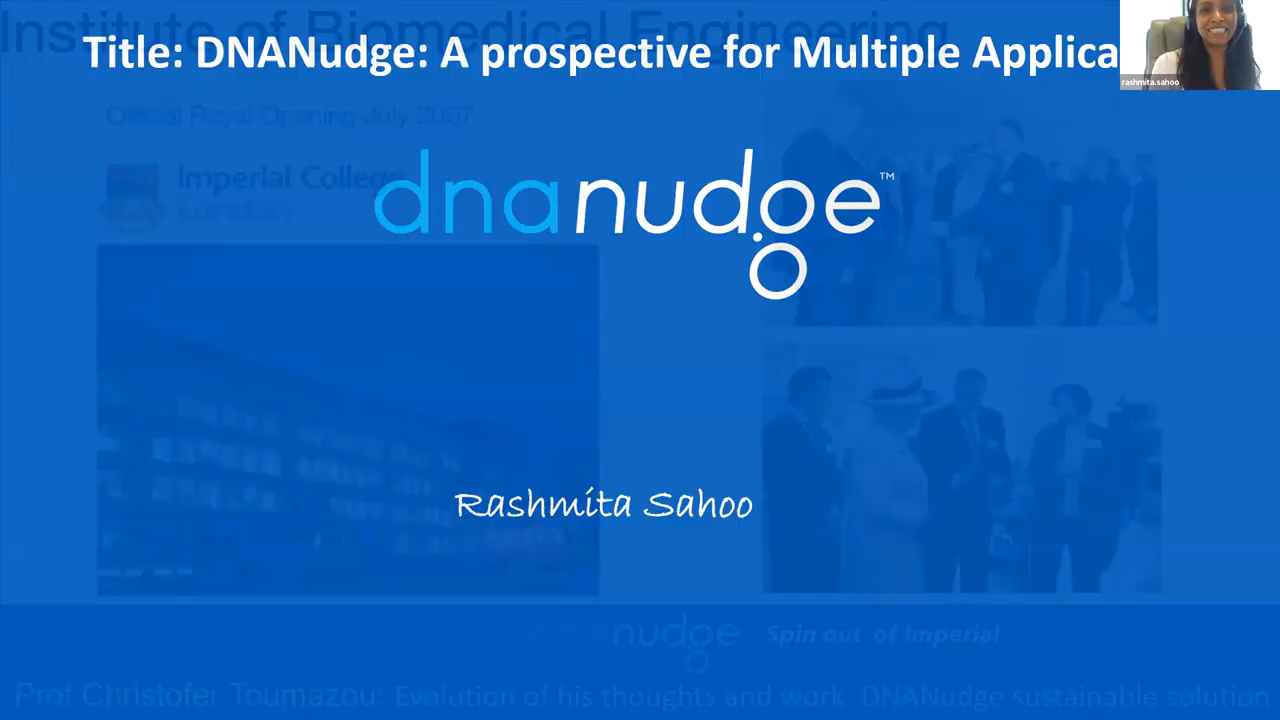 Institute of Biomedical Engineering
Title: DNANudge: A prospective for Multiple Applica
rashmita.sahoo
Official Royal Opening July 2007
Imperial College
London
dnanudge™
Rashmita Sahoo
nudge
Spin out of Imperial
Prof Christofer Toumazou: Evolution of his thoughts and work: DNANudge sustainable solution